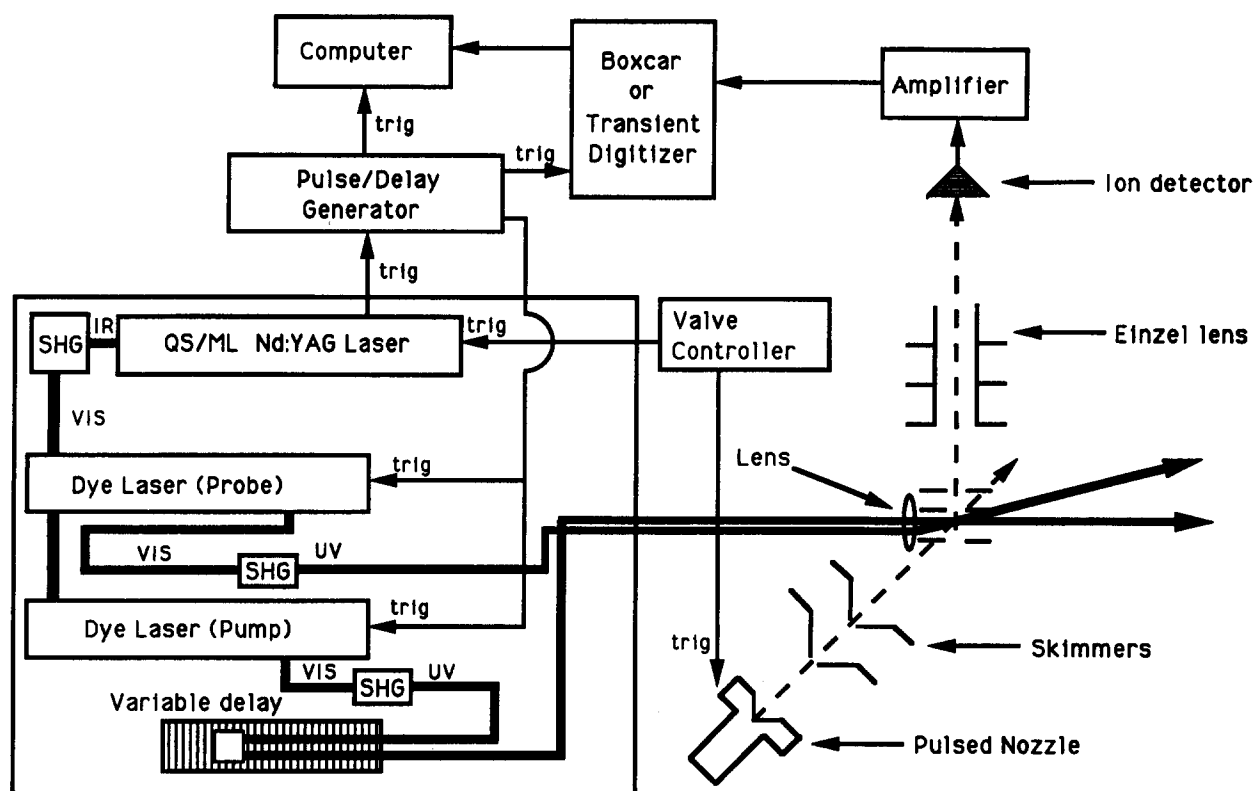 Computer
Boxcar
or
Transient
Digitizer
Amplifier
trig
trig
Pulse/Delay
Generator
Ion detector
trig
SHG
IR
QS/ML Nd:YAG Laser
trig
Valve
Controller
Einzel lens
VIS
Dye Laser (Probe)
trig
Lens
VIS
SHG
UV
Dye Laser (Pump)
trig
trig
Skimmers
VIS
SHG
UV
Variable delay
Pulsed Nozzle